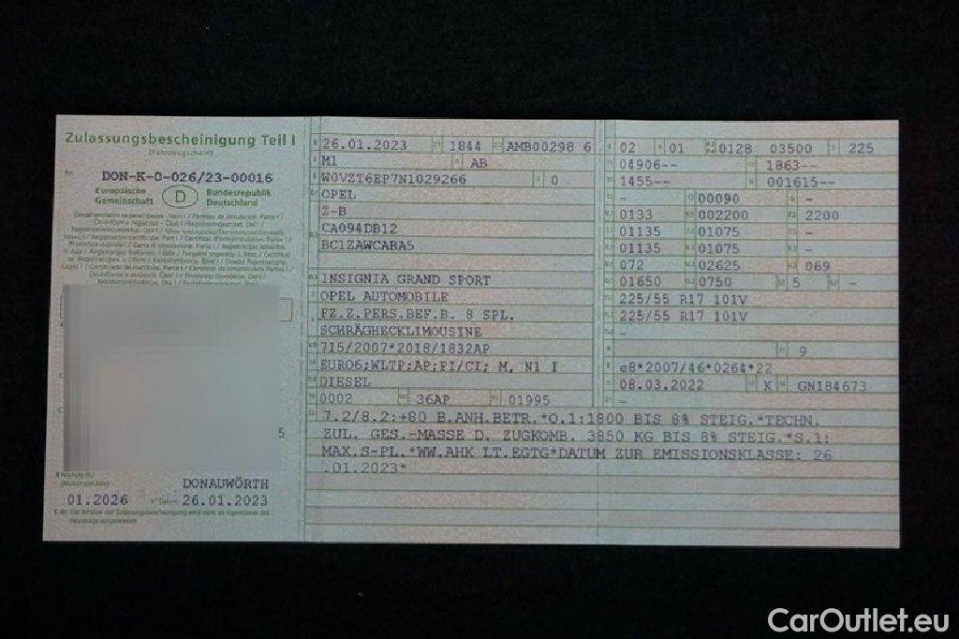 Zulassungsbescheinigung Teil I
(Fahrzeugschein)
DON-K-0-026/23-00016
Europäische Gemeinschaft D Bundesrepublik Deutschland
5
DONAUWÖRTH
01.2026 26.01.2023
26.01.2023 1844 AMB00298 6
M1 AB
W0VZT6EP7N1029266 0
OPEL
Z-B
CA094DB12
BC1ZAWCABA5
INSIGNIA GRAND SPORT
OPEL AUTOMOBILE
FZ.Z.PERS.BEF.B. 8 SPL.
SCHRÄGHECKLIMOUSINE
715/2007*2018/1832AP
EURO6;WLTP;AP;PI/CI; M, N1 I
DIESEL
0002 36AP 01995
02 01 0128 03500 225
04906-- 1863--
1455-- 001615--
- 00090 -
0133 002200 2200
01135 01075 -
01135 01075 -
072 02625 069
01650 0750 5 -
225/55 R17 101V
225/55 R17 101V
-
- 9
e8*2007/46*0264*22
08.03.2022 K GN184673
-
7.2/8.2:+80 B.ANH.BETR.*O.1:1800 BIS 8% STEIG.*TECHN.
ZUL. GES.-MASSE D. ZUGKOMB. 3850 KG BIS 8% STEIG.*S.1:
MAX.S-PL.*WW.AHK LT.EGTG*DATUM ZUR EMISSIONSKLASSE: 26
.01.2023*
CarOutlet.eu